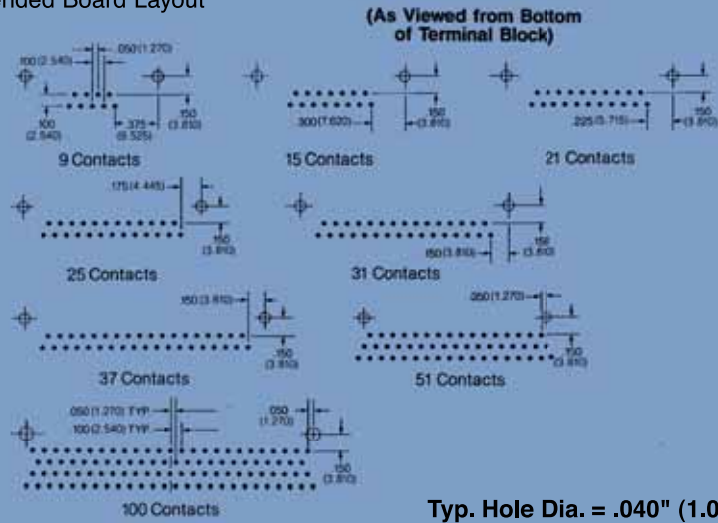 ended Board Layout
(As Viewed from Bottom
of Terminal Block)
.050 (1.270)
.100 (2.540)
.100
(2.540)
.375
(9.525)
.150
(3.810)
9 Contacts
.300 (7.620)
.150
(3.810)
15 Contacts
.225 (5.715)
.150
(3.810)
21 Contacts
.175 (4.445)
.150
(3.810)
25 Contacts
.150 (3.810)
.150
(3.810)
31 Contacts
.150 (3.810)
.150
(3.810)
37 Contacts
.050 (1.270)
.150
(3.810)
51 Contacts
.050 (1.270) TYP.
.100 (2.540) TYP.
.050
(1.270)
.150
(3.810)
100 Contacts
Typ. Hole Dia. = .040" (1.0